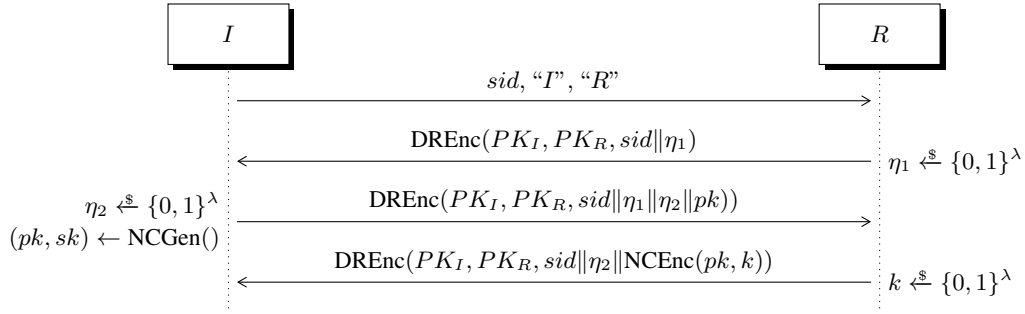 I R
sid, “I”, “R”
DREnc(PK_I, PK_R, sid‖η_1)
η_1 ←$ {0, 1}^λ
η_2 ←$ {0, 1}^λ
DREnc(PK_I, PK_R, sid‖η_1‖η_2‖pk))
(pk, sk) ← NCGen()
DREnc(PK_I, PK_R, sid‖η_2‖NCEnc(pk, k))
k ←$ {0, 1}^λ